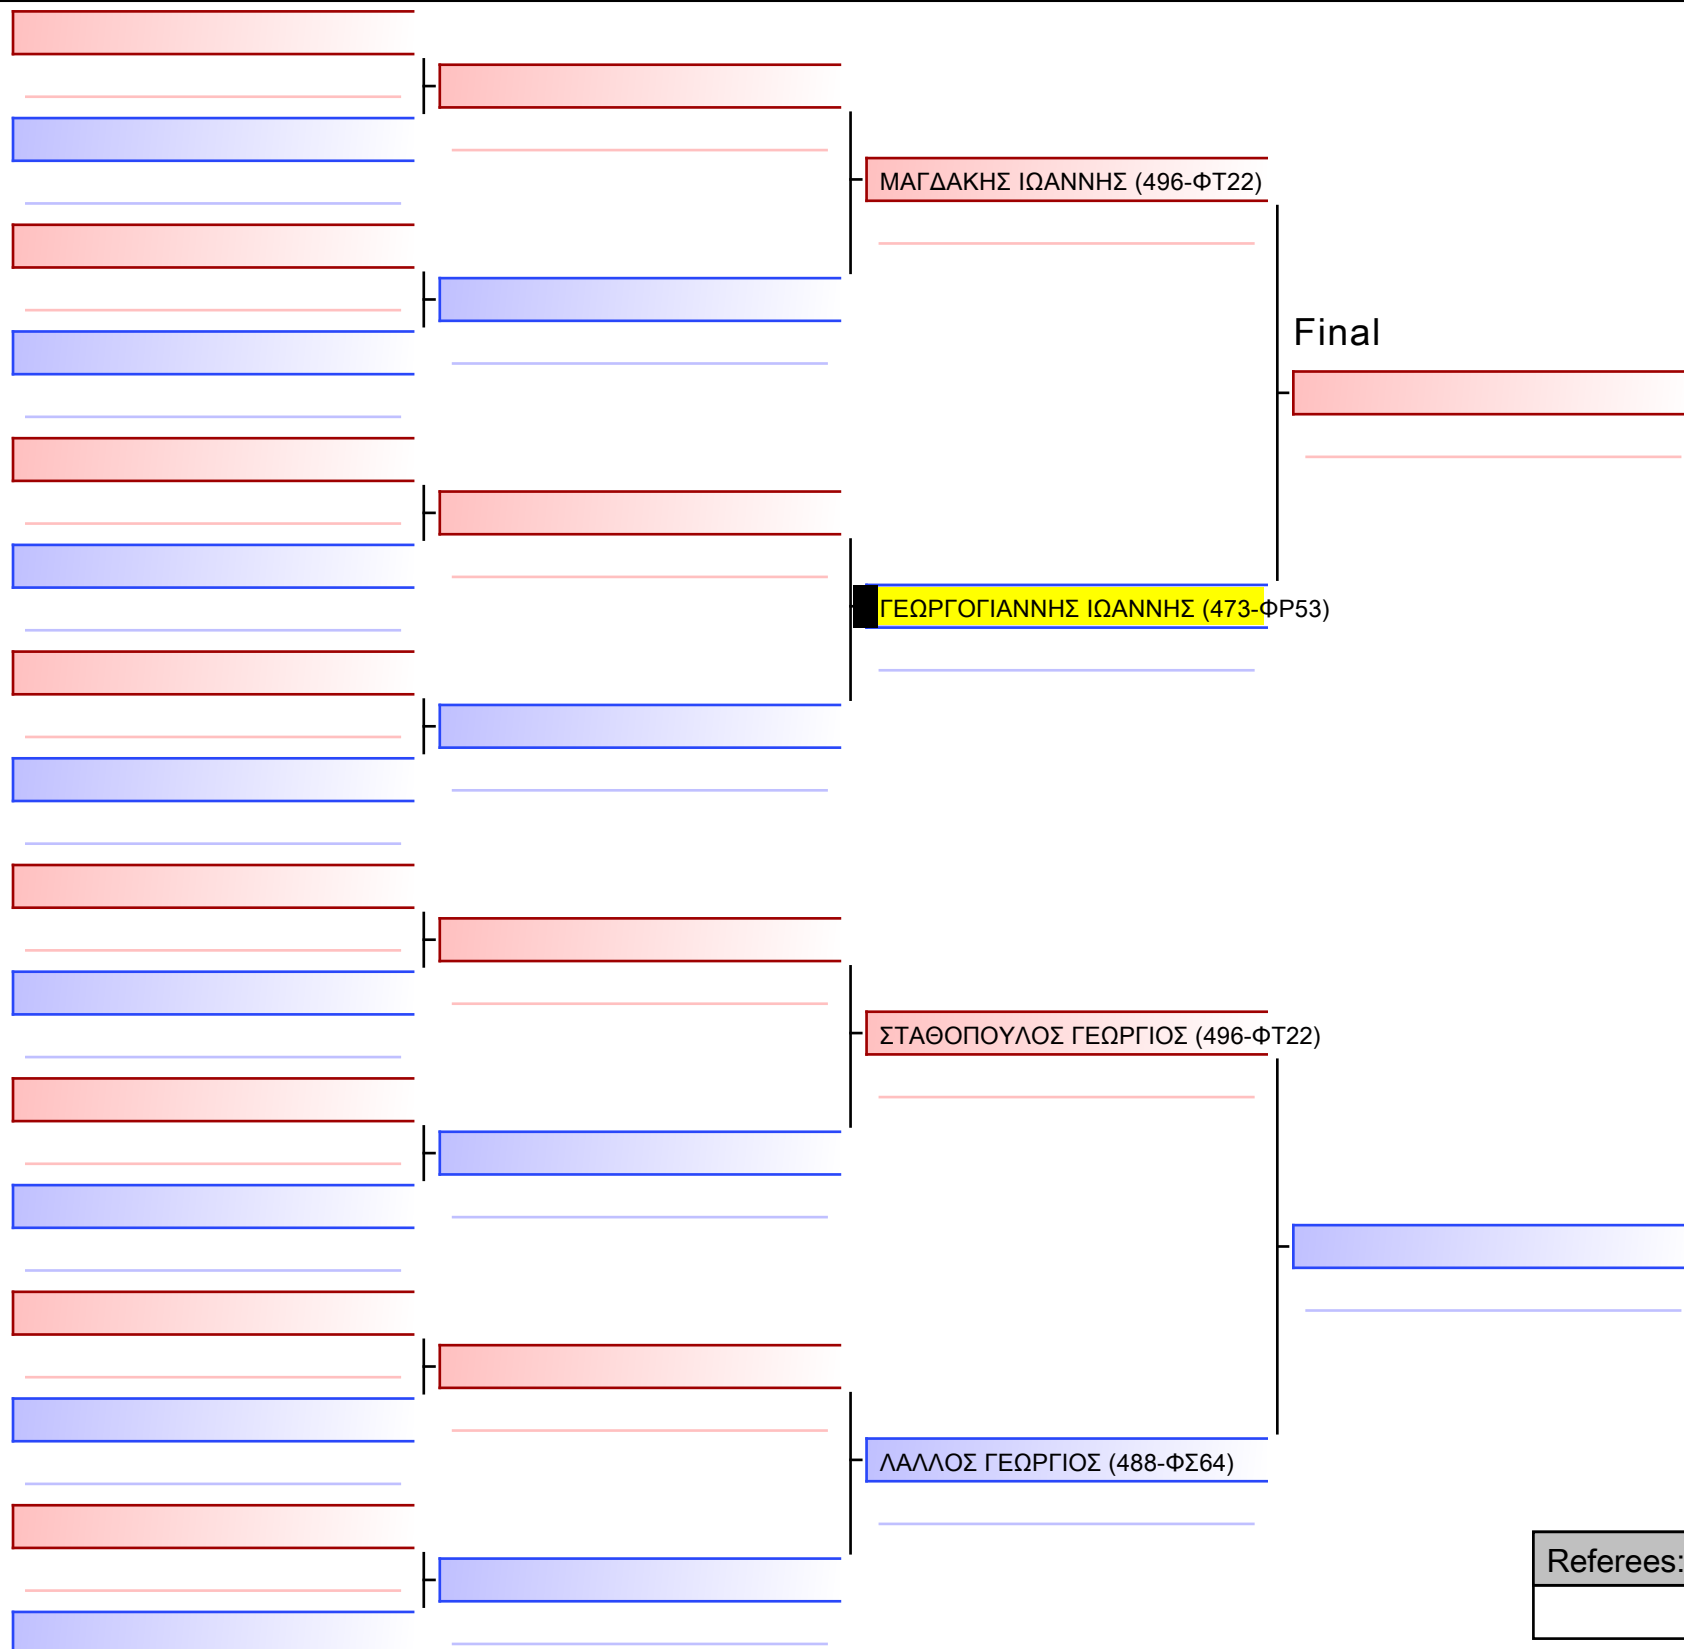 ΜΑΓΔΑΚΗΣ ΙΩΑΝΝΗΣ (496-ΦΤ22)
Final
ΓΕΩΡΓΟΓΙΑΝΝΗΣ ΙΩΑΝΝΗΣ (473-ΦΡ53)
ΣΤΑΘΟΠΟΥΛΟΣ ΓΕΩΡΓΙΟΣ (496-ΦΤ22)
ΛΑΛΛΟΣ ΓΕΩΡΓΙΟΣ (488-ΦΣ64)
Referees: